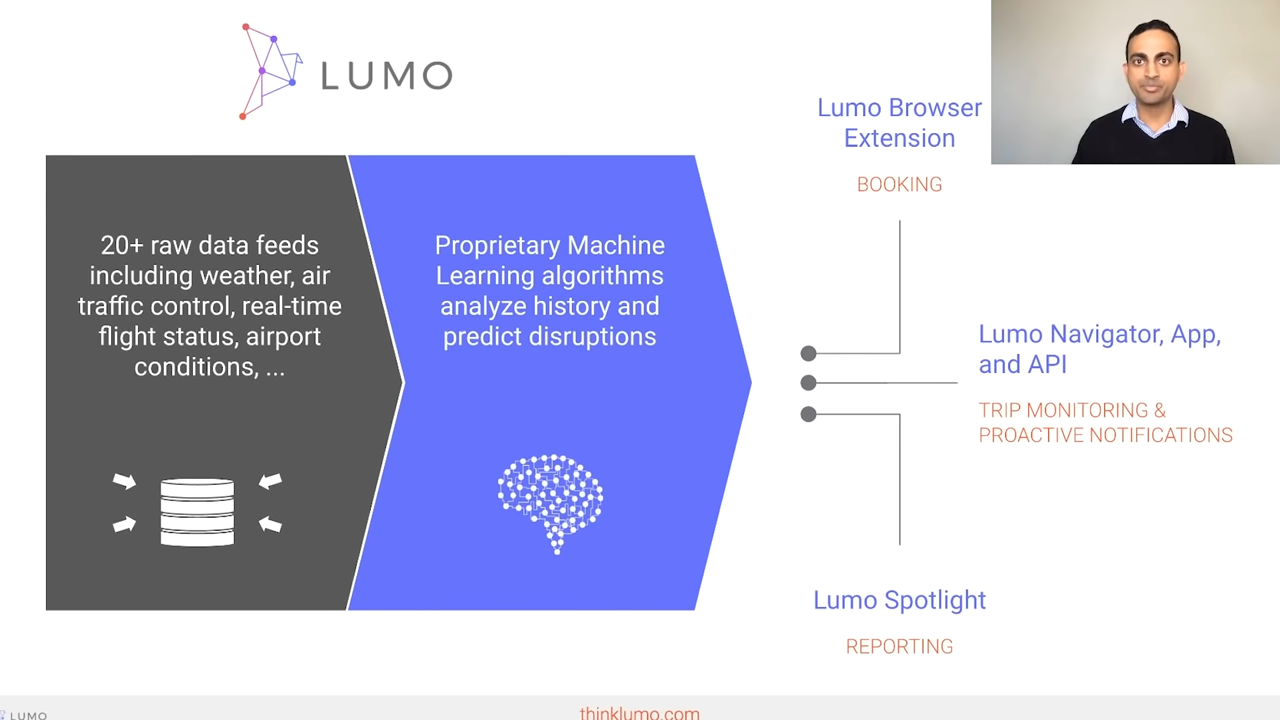 LUMO
20+ raw data feeds
including weather, air
traffic control, real-time
flight status, airport
conditions, ...
Proprietary Machine
Learning algorithms
analyze history and
predict disruptions
Lumo Browser
Extension
BOOKING
Lumo Navigator, App,
and API
TRIP MONITORING &
PROACTIVE NOTIFICATIONS
Lumo Spotlight
REPORTING
LUMO
thinklumo.com